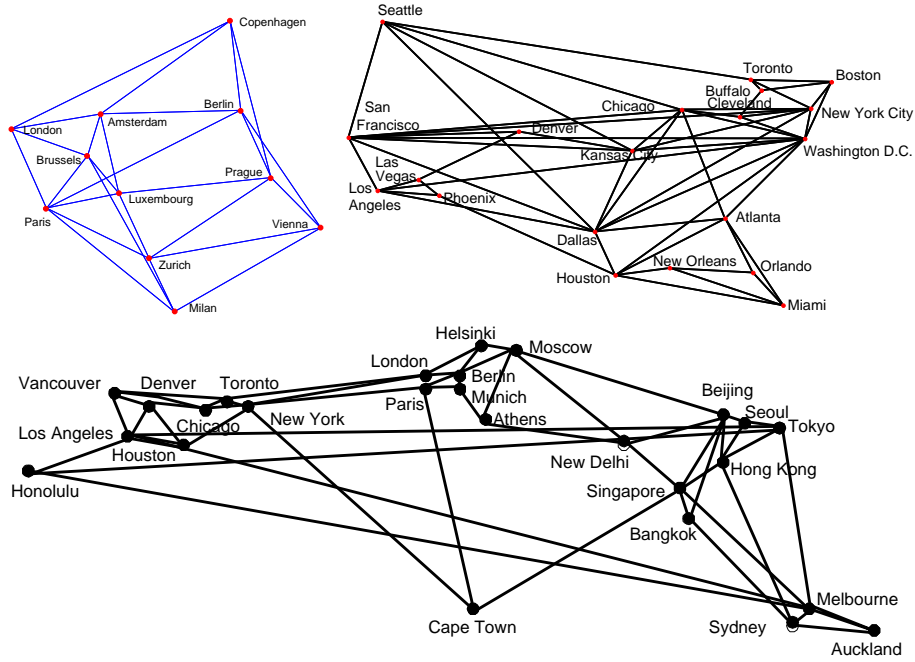 Copenhagen
London
Amsterdam
Berlin
Brussels
Prague
Luxembourg
Paris
Vienna
Zurich
Milan
Seattle
Toronto
Boston
Buffalo
Chicago
Cleveland
New York City
San
Francisco
Denver
Kansas City
Washington D.C.
Las
Vegas
Los
Angeles
Phoenix
Atlanta
Dallas
New Orleans
Orlando
Houston
Miami
Helsinki
Moscow
London
Vancouver
Denver
Toronto
Berlin
Paris
Munich
Beijing
Chicago
New York
Athens
Seoul
Tokyo
Los Angeles
Houston
New Delhi
Hong Kong
Honolulu
Singapore
Bangkok
Melbourne
Cape Town
Sydney
Auckland